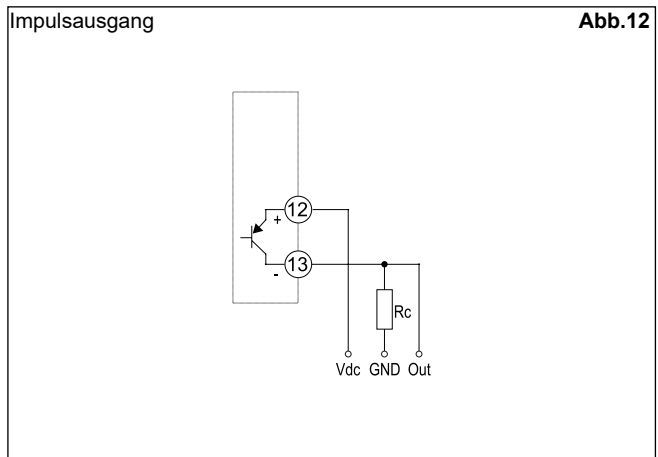 Impulsausgang Abb.12
+ 12
- 13
Rc
Vdc GND Out